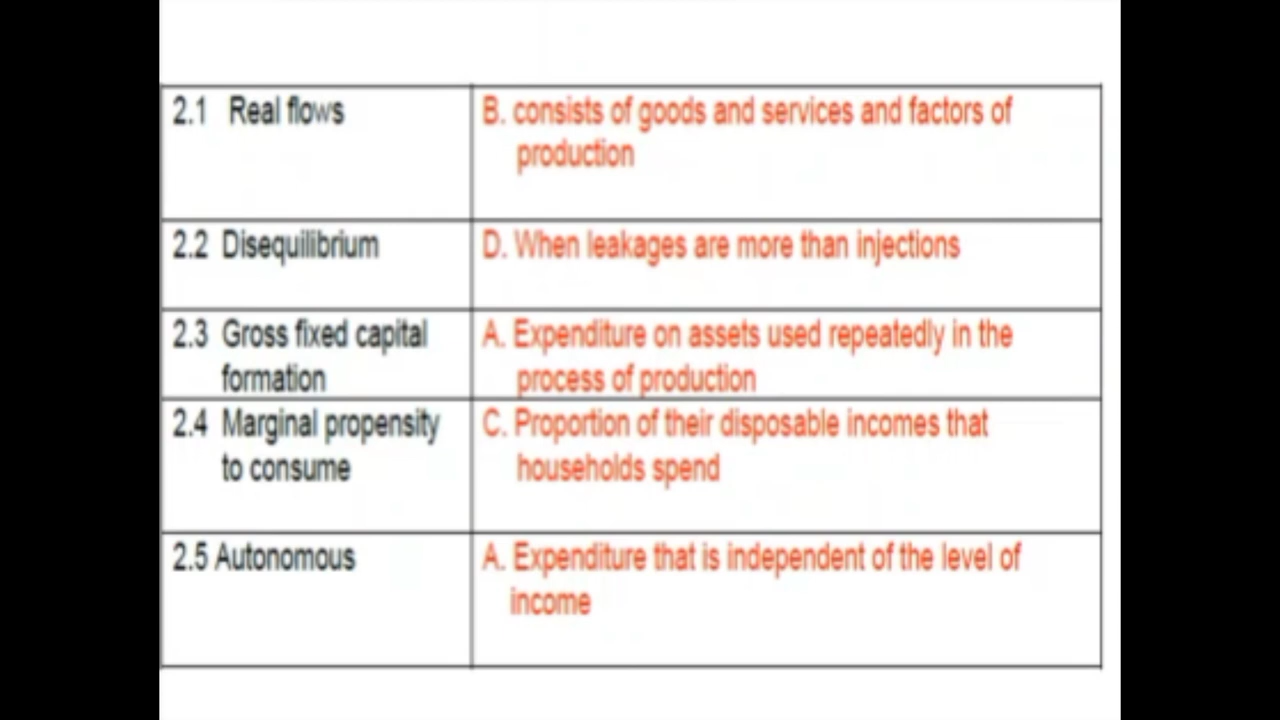 2.1 Real flows
B. consists of goods and services and factors of
production
2.2 Disequilibrium
D. When leakages are more than injections
2.3 Gross fixed capital
formation
A. Expenditure on assets used repeatedly in the
process of production
2.4 Marginal propensity
to consume
C. Proportion of their disposable incomes that
households spend
2.5 Autonomous
A. Expenditure that is independent of the level of
income